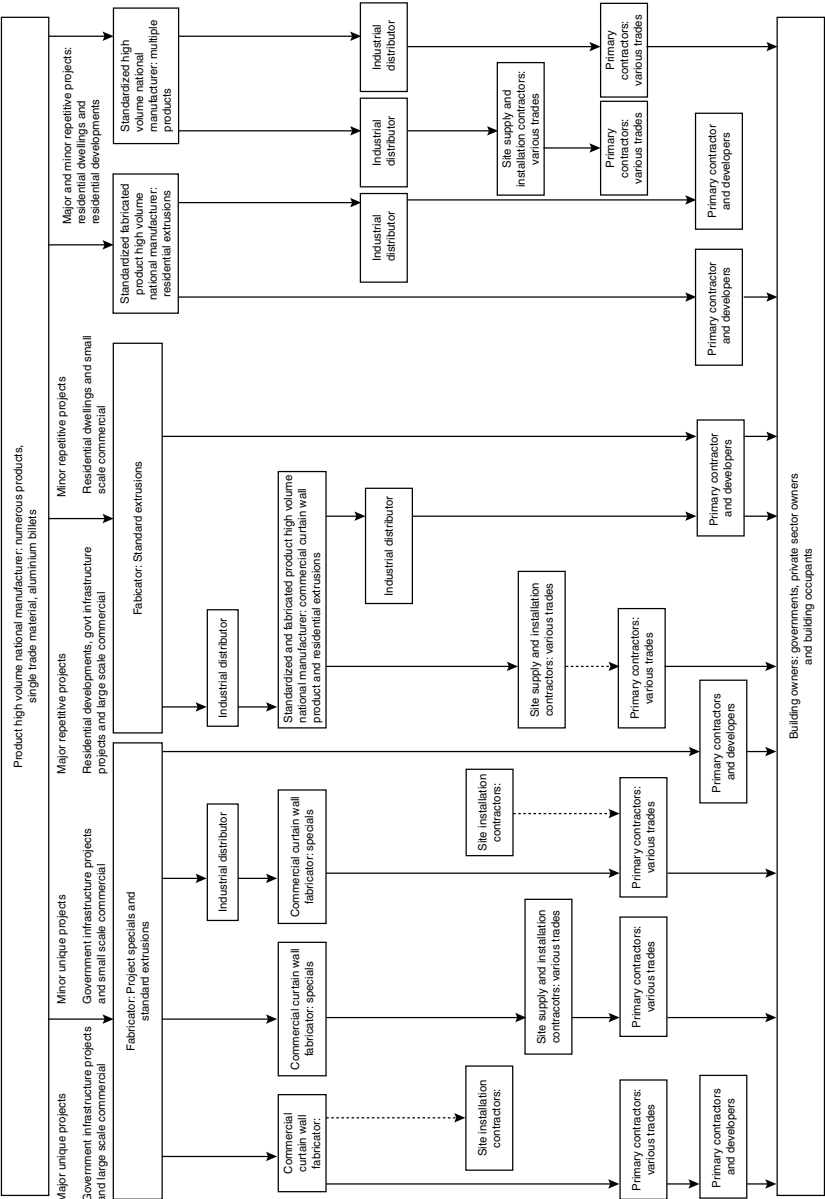 Product high volume national manufacturer: numerous products,
single trade material, aluminium billets
Major unique projects
Government infrastructure projects
and large scale commercial
Minor unique projects
Government infrastructure projects
and small scale commercial
Major repetitive projects
Residential developments, govt infrastructure
projects and large scale commercial
Minor repetitive projects
Residential dwellings and small
scale commercial
Major and minor repetitive projects:
residential dwellings and
residential developments
Fabricator: Project specials and
standard extrusions
Fabicator: Standard extrusions
Standardized fabricated
product high volume
national manufacturer:
residential extrusions
Standardized high
volume national
manufacturer: multiple
products
Industrial distributor
Industrial distributor
Commercial
curtain wall
fabricator:
Commercial curtain wall
fabricator: specials
Commercial curtain wall
fabricator: specials
Standardized and fabricated product high volume
national manufacturer: commercial curtain wall
product and residential extrusions
Industrial distributor
Industrial
distributor
Industrial
distributor
Industrial
distributor
Site installation
contractors:
Site supply and installation
contracotrs: various trades
Site installation
contractors:
Site supply and installation
contractors: various trades
Site supply and
installation contractors:
various trades
Primary contractors:
various trades
Primary contractors:
various trades
Primary contractors:
various trades
Primary contractors:
various trades
Primary
contractors:
various trades
Primary
contractors:
various trades
Primary contractors
and developers
Primary contractors
and developers
Primary contractor
and developers
Primary contractor
and developers
Primary contractor
and developers
Building owners: governments, private sector owners
and building occupants